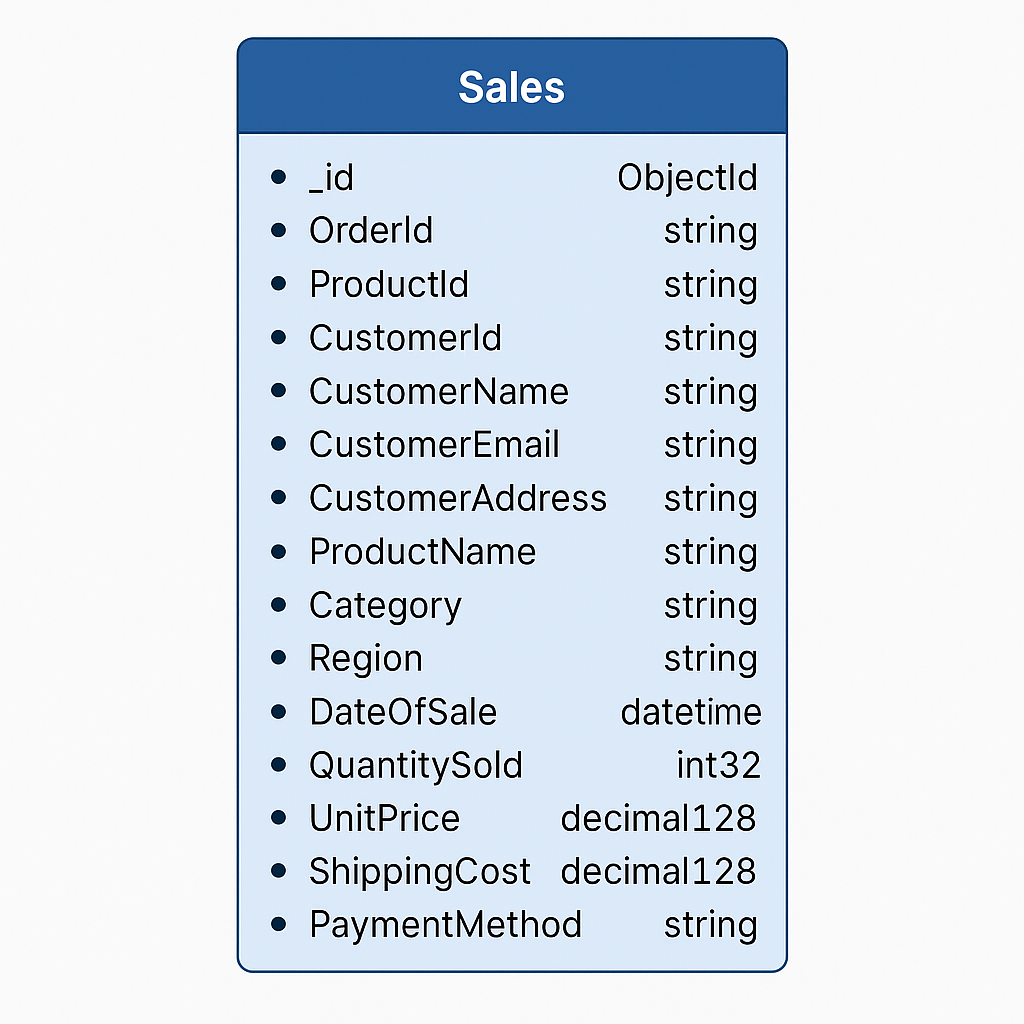 Sales
• _id ObjectId
• OrderId string
• ProductId string
• CustomerId string
• CustomerName string
• CustomerEmail string
• CustomerAddress string
• ProductName string
• Category string
• Region string
• DateOfSale datetime
• QuantitySold int32
• UnitPrice decimal128
• ShippingCost decimal128
• PaymentMethod string